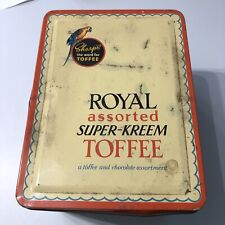 Sharps
the word for
TOFFEE
ROYAL
assorted
SUPER-KREEM
TOFFEE
a toffee and chocolate assortment